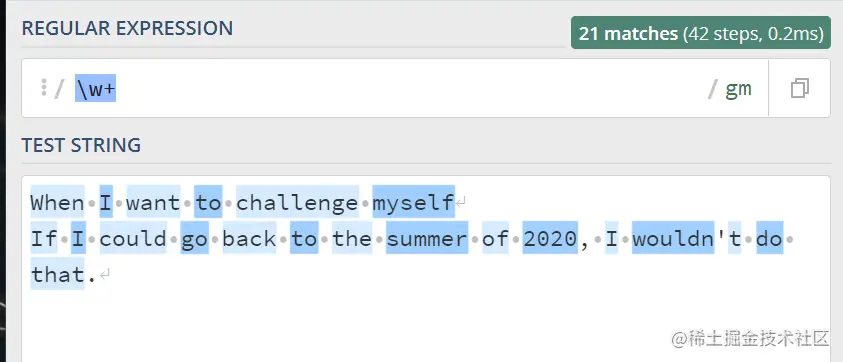 REGULAR EXPRESSION
21 matches (42 steps, 0.2ms)
/ \w+ / gm
TEST STRING
When I want to challenge myself
If I could go back to the summer of 2020, I wouldn't do
that.
@稀土掘金技术社区